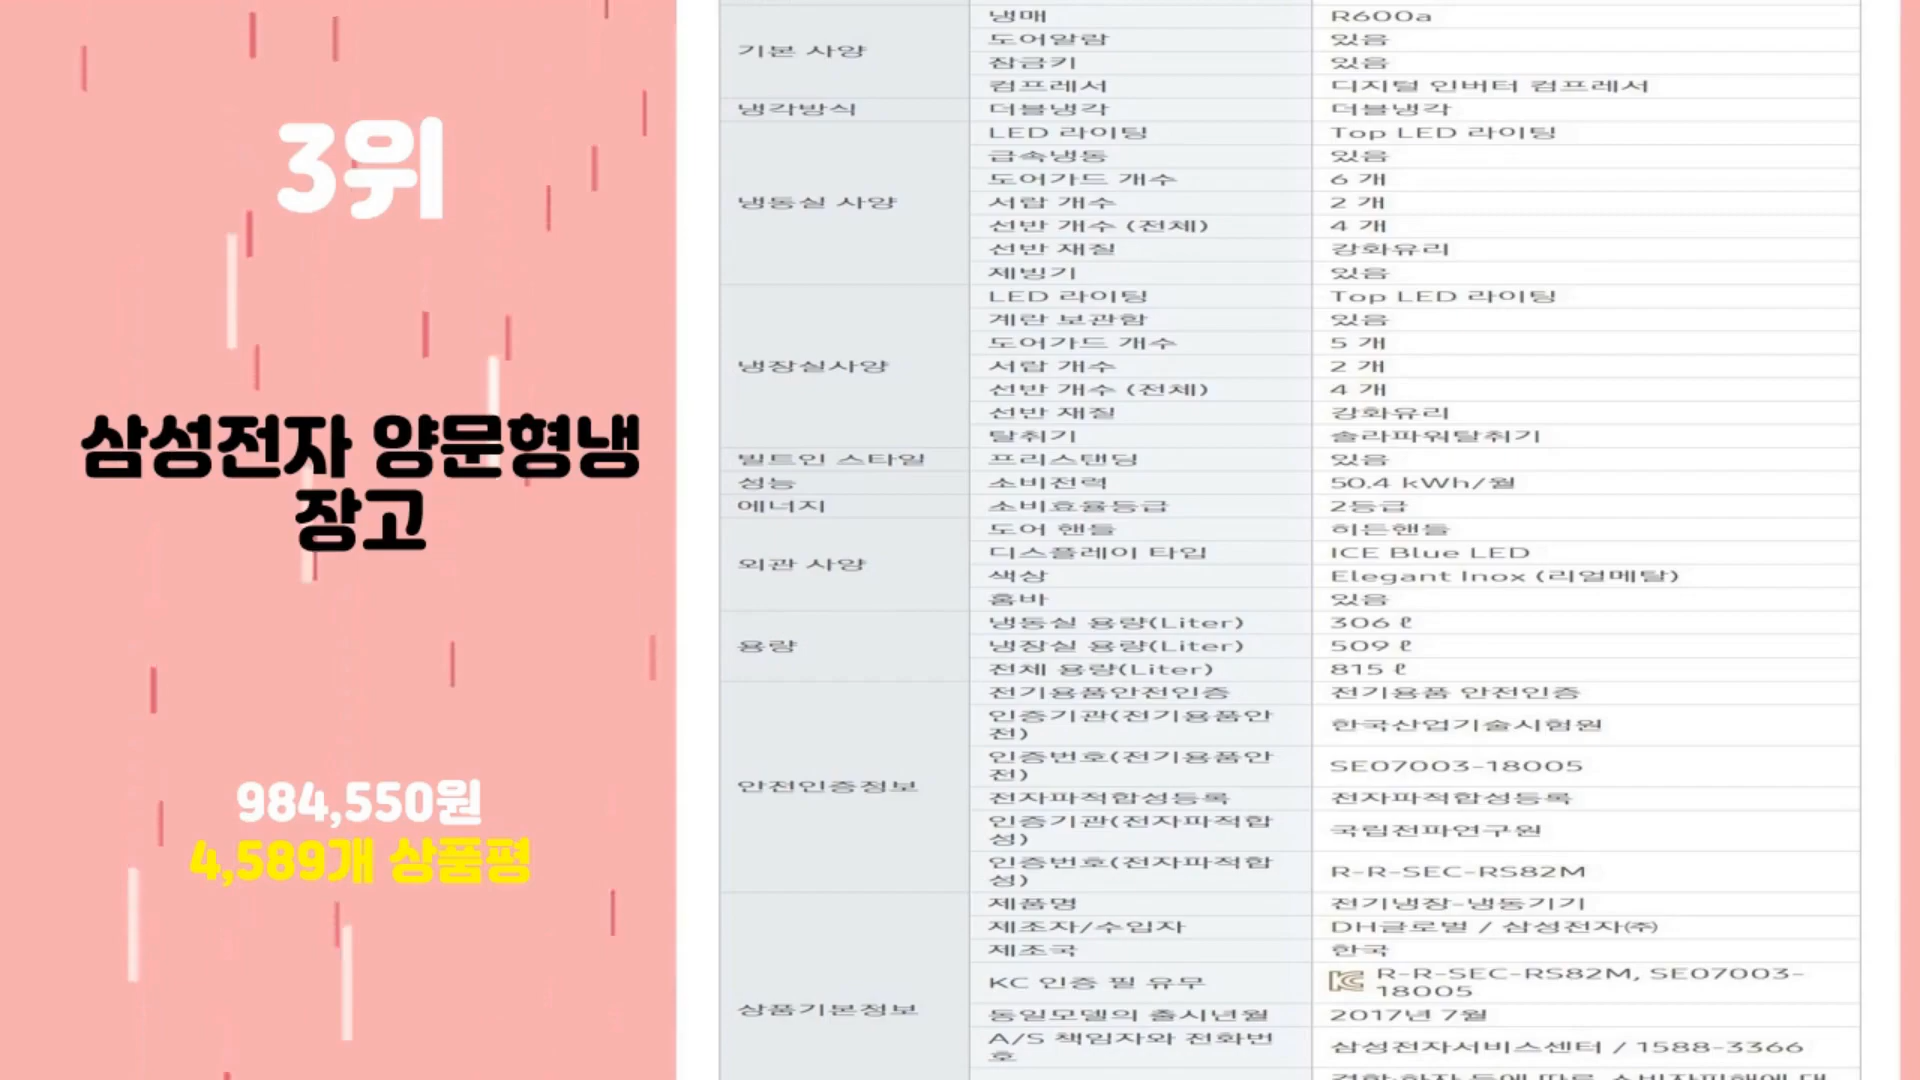 3위
삼성전자 양문형냉
장고
984,550원
4,589개 상품평
기본 사양
냉매 R600a
도어알람 있음
잠금키 있음
컴프레서 디지털 인버터 컴프레서
냉각방식 더블냉각 더블냉각
냉동실 사양
LED 라이팅 Top LED 라이팅
급속냉동 있음
도어가드 개수 6 개
서랍 개수 2 개
선반 개수 (전체) 4 개
선반 재질 강화유리
제빙기 있음
냉장실사양
LED 라이팅 Top LED 라이팅
계란 보관함 있음
도어가드 개수 5 개
서랍 개수 2 개
선반 개수 (전체) 4 개
선반 재질 강화유리
탈취기 솔라파워탈취기
빌트인 스타일 프리스탠딩 있음
성능 소비전력 50.4 kWh/월
에너지 소비효율등급 2등급
외관 사양
도어 핸들 히든핸들
디스플레이 타입 ICE Blue LED
색상 Elegant Inox (리얼메탈)
홈바 있음
용량
냉동실 용량(Liter) 306 ℓ
냉장실 용량(Liter) 509 ℓ
전체 용량(Liter) 815 ℓ
안전인증정보
전기용품안전인증 전기용품 안전인증
인증기관(전기용품안
전) 한국산업기술시험원
인증번호(전기용품안
전) SE07003-18005
전자파적합성등록 전자파적합성등록
인증기관(전자파적합
성) 국립전파연구원
인증번호(전자파적합
성) R-R-SEC-RS82M
상품기본정보
제품명 전기냉장-냉동기기
제조자/수입자 DH글로벌 / 삼성전자㈜
제조국 한국
KC 인증 필 유무 R-R-SEC-RS82M, SE07003-
18005
동일모델의 출시년월 2017년 7월
A/S 책임자와 전화번
호 삼성전자서비스센터 / 1588-3366